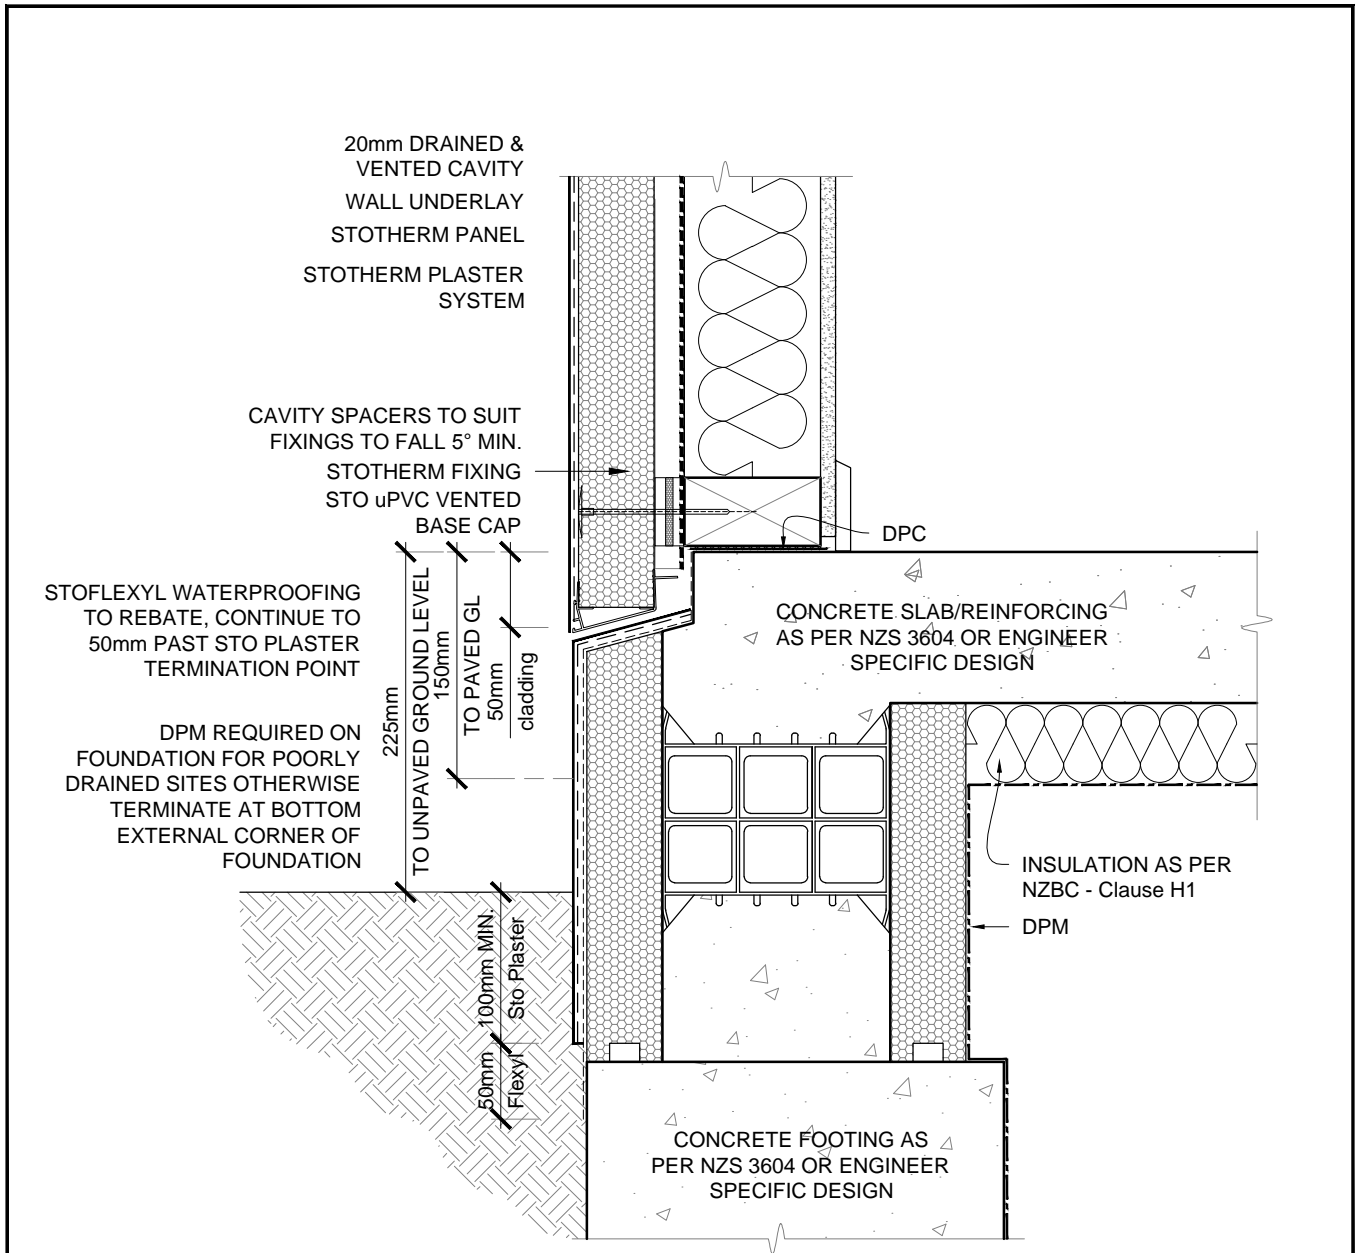 20mm DRAINED &
VENTED CAVITY
WALL UNDERLAY
STOTHERM PANEL
STOTHERM PLASTER
SYSTEM
CAVITY SPACERS TO SUIT
FIXINGS TO FALL 5° MIN.
STOTHERM FIXING
STO uPVC VENTED
BASE CAP
DPC
STOFLEXYL WATERPROOFING
TO REBATE, CONTINUE TO
50mm PAST STO PLASTER
TERMINATION POINT
DPM REQUIRED ON
FOUNDATION FOR POORLY
DRAINED SITES OTHERWISE
TERMINATE AT BOTTOM
EXTERNAL CORNER OF
FOUNDATION
225mm
TO UNPAVED GROUND LEVEL
150mm
TO PAVED GL
50mm
cladding
CONCRETE SLAB/REINFORCING
AS PER NZS 3604 OR ENGINEER
SPECIFIC DESIGN
INSULATION AS PER
NZBC - Clause H1
DPM
100mm MIN.
Sto Plaster
50mm
Flexyl
CONCRETE FOOTING AS
PER NZS 3604 OR ENGINEER
SPECIFIC DESIGN